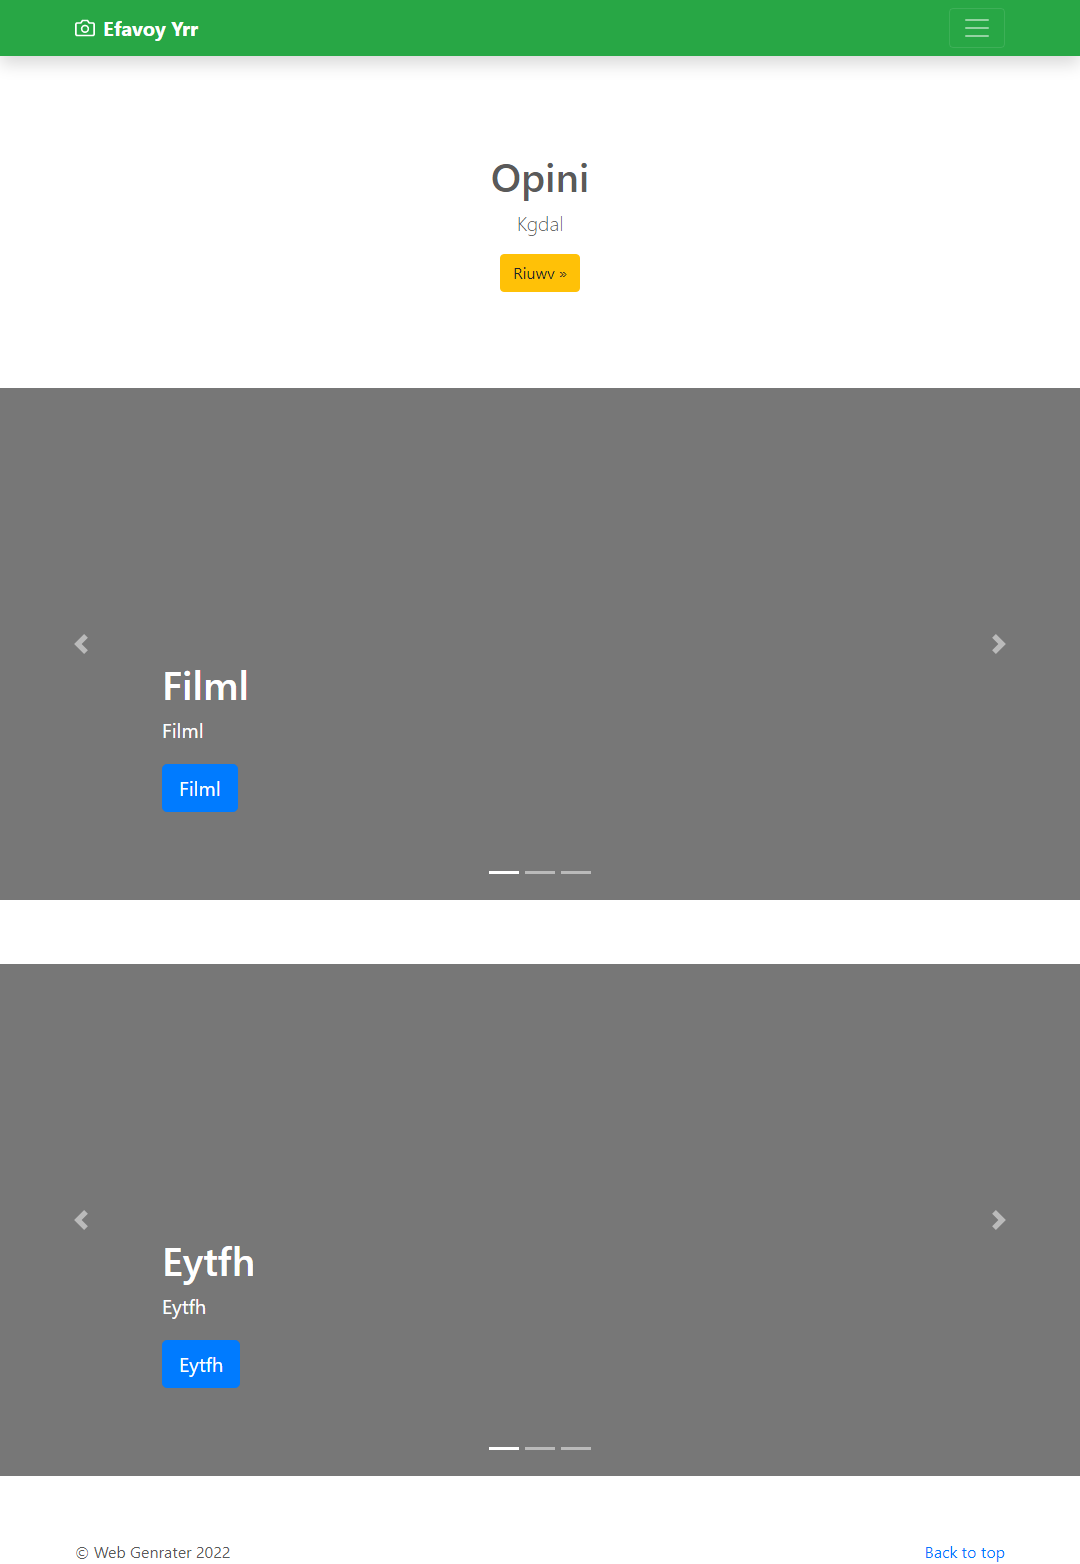 Efavoy Yrr
Opini
Kgdal
Riuwv »
Filml
Filml
Filml
Eytfh
Eytfh
Eytfh
© Web Genrater 2022
Back to top